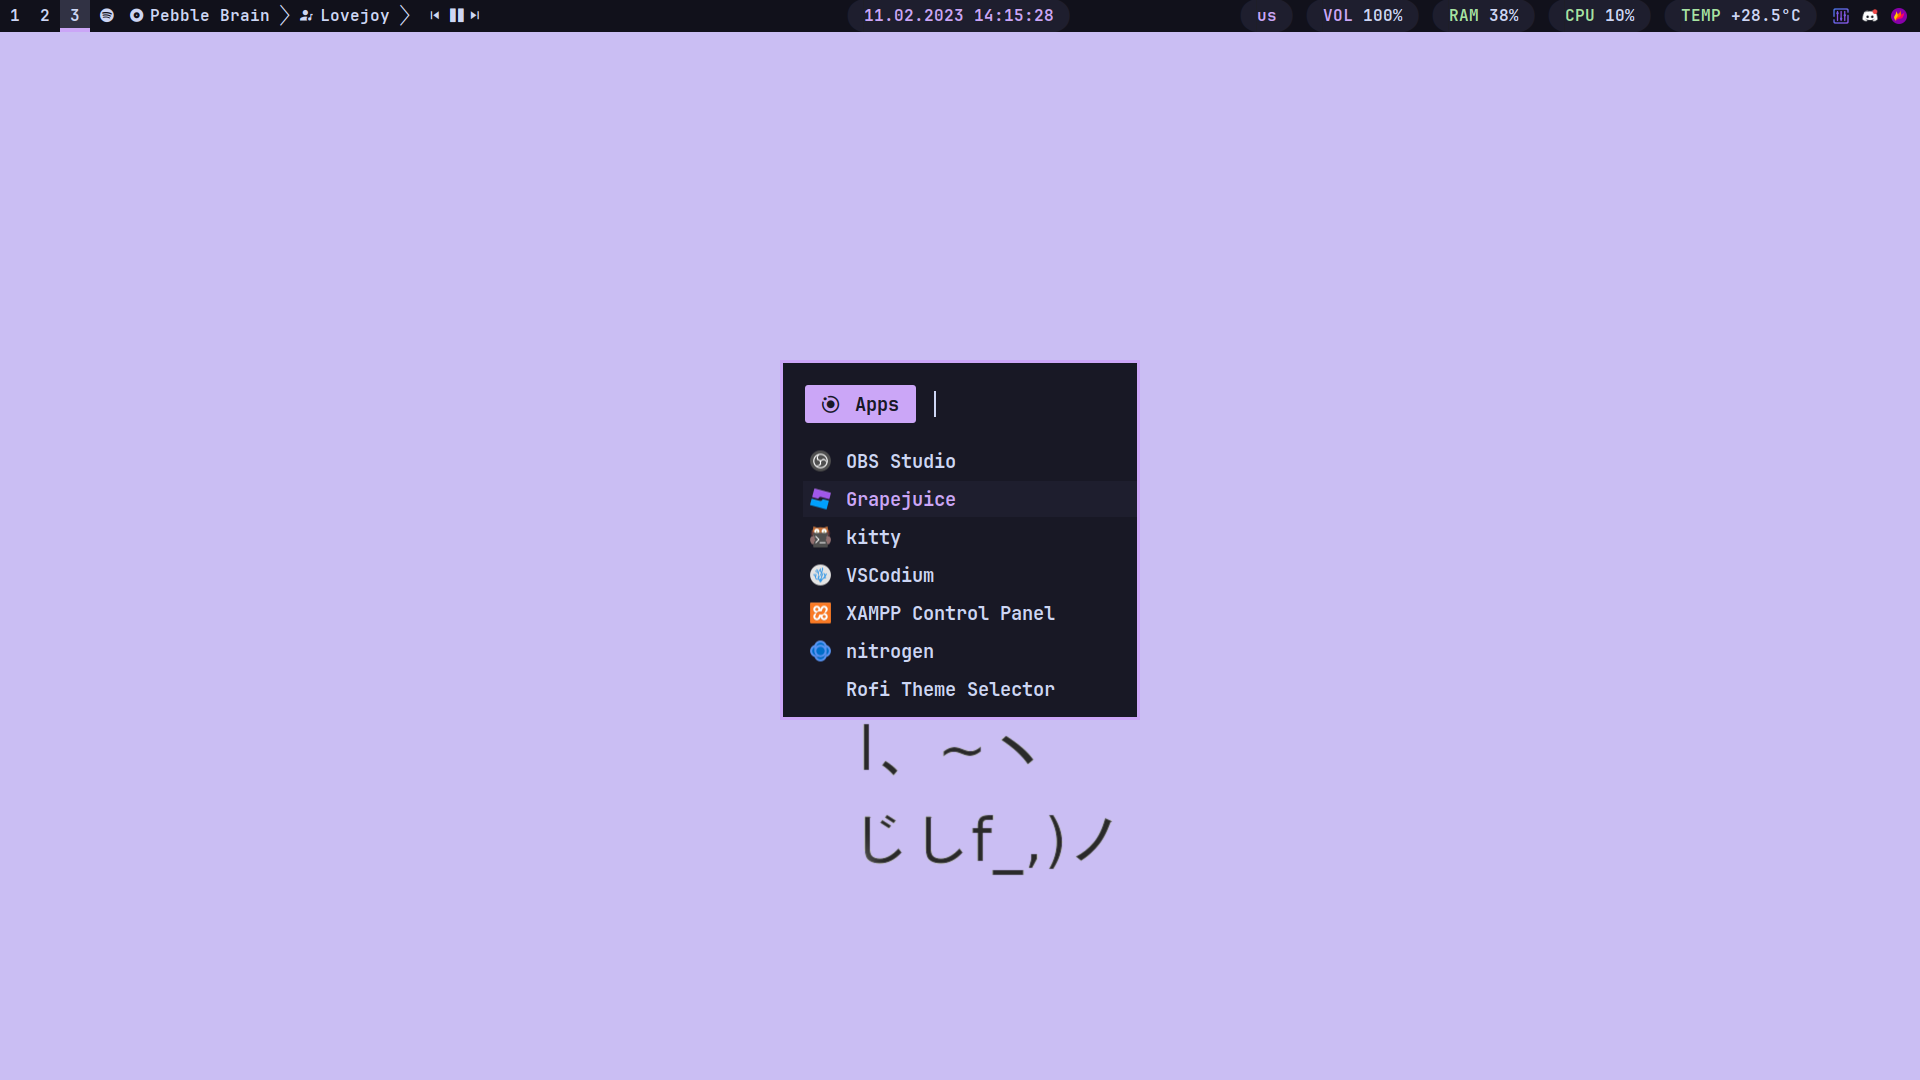 1 2 3 Pebble Brain Lovejoy 11.02.2023 14:15:28 us VOL 100% RAM 38% CPU 10% TEMP +28.5°C
Apps
OBS Studio
Grapejuice
kitty
VSCodium
XAMPP Control Panel
nitrogen
Rofi Theme Selector
l、~ヽ
じしf_,)ノ